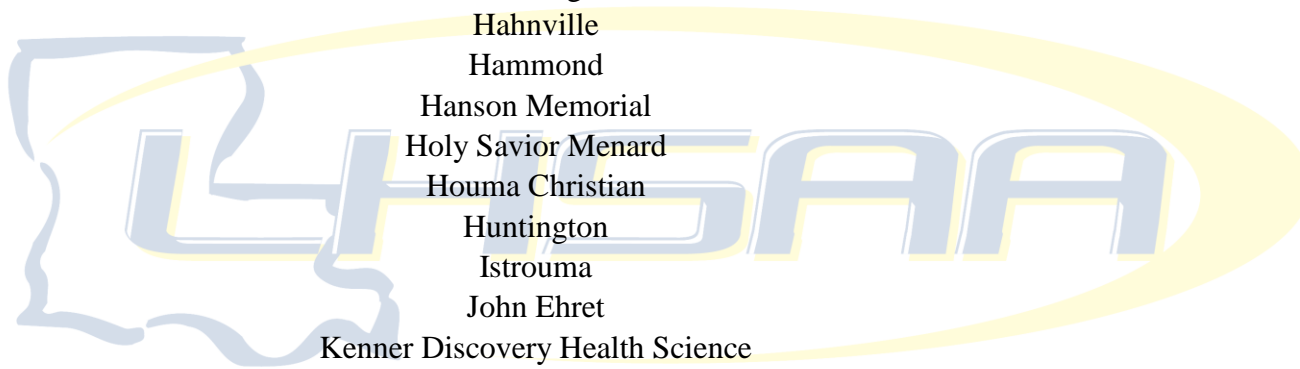 Hahnville
Hammond
Hanson Memorial
Holy Savior Menard
Houma Christian
Huntington
Istrouma
John Ehret
Kenner Discovery Health Science
LHSAA